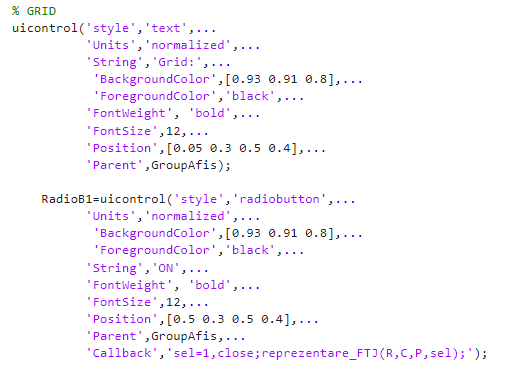 % GRID
uicontrol('style','text',...
'Units','normalized',...
'String','Grid:',...
'BackgroundColor',[0.93 0.91 0.8],...
'ForegroundColor','black',...
'FontWeight', 'bold',...
'FontSize',12,...
'Position',[0.05 0.3 0.5 0.4],...
'Parent',GroupAfis);
RadioB1=uicontrol('style','radiobutton',...
'Units','normalized',...
'BackgroundColor',[0.93 0.91 0.8],...
'ForegroundColor','black',...
'String','ON',...
'FontWeight', 'bold',...
'FontSize',12,...
'Position',[0.5 0.3 0.5 0.4],...
'Parent',GroupAfis,...
'Callback','sel=1,close;reprezentare_FTJ(R,C,P,sel);');